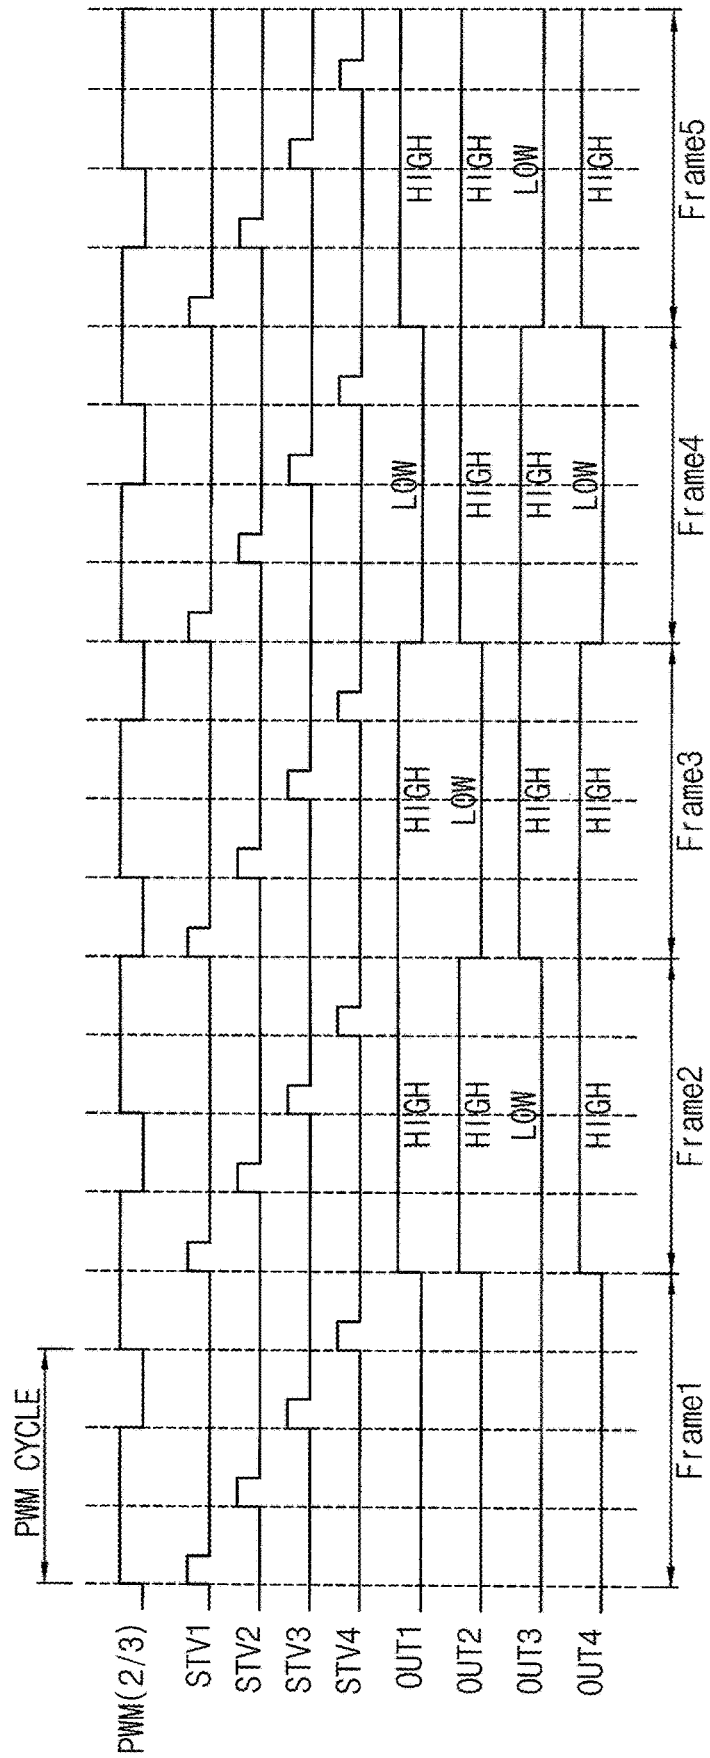 PWM CYCLE
PWM(2/3)
STV1
STV2
STV3
STV4
OUT1 HIGH HIGH LOW HIGH
OUT2 HIGH LOW HIGH HIGH
OUT3 LOW HIGH HIGH LOW
OUT4 HIGH HIGH LOW HIGH
Frame1 Frame2 Frame3 Frame4 Frame5